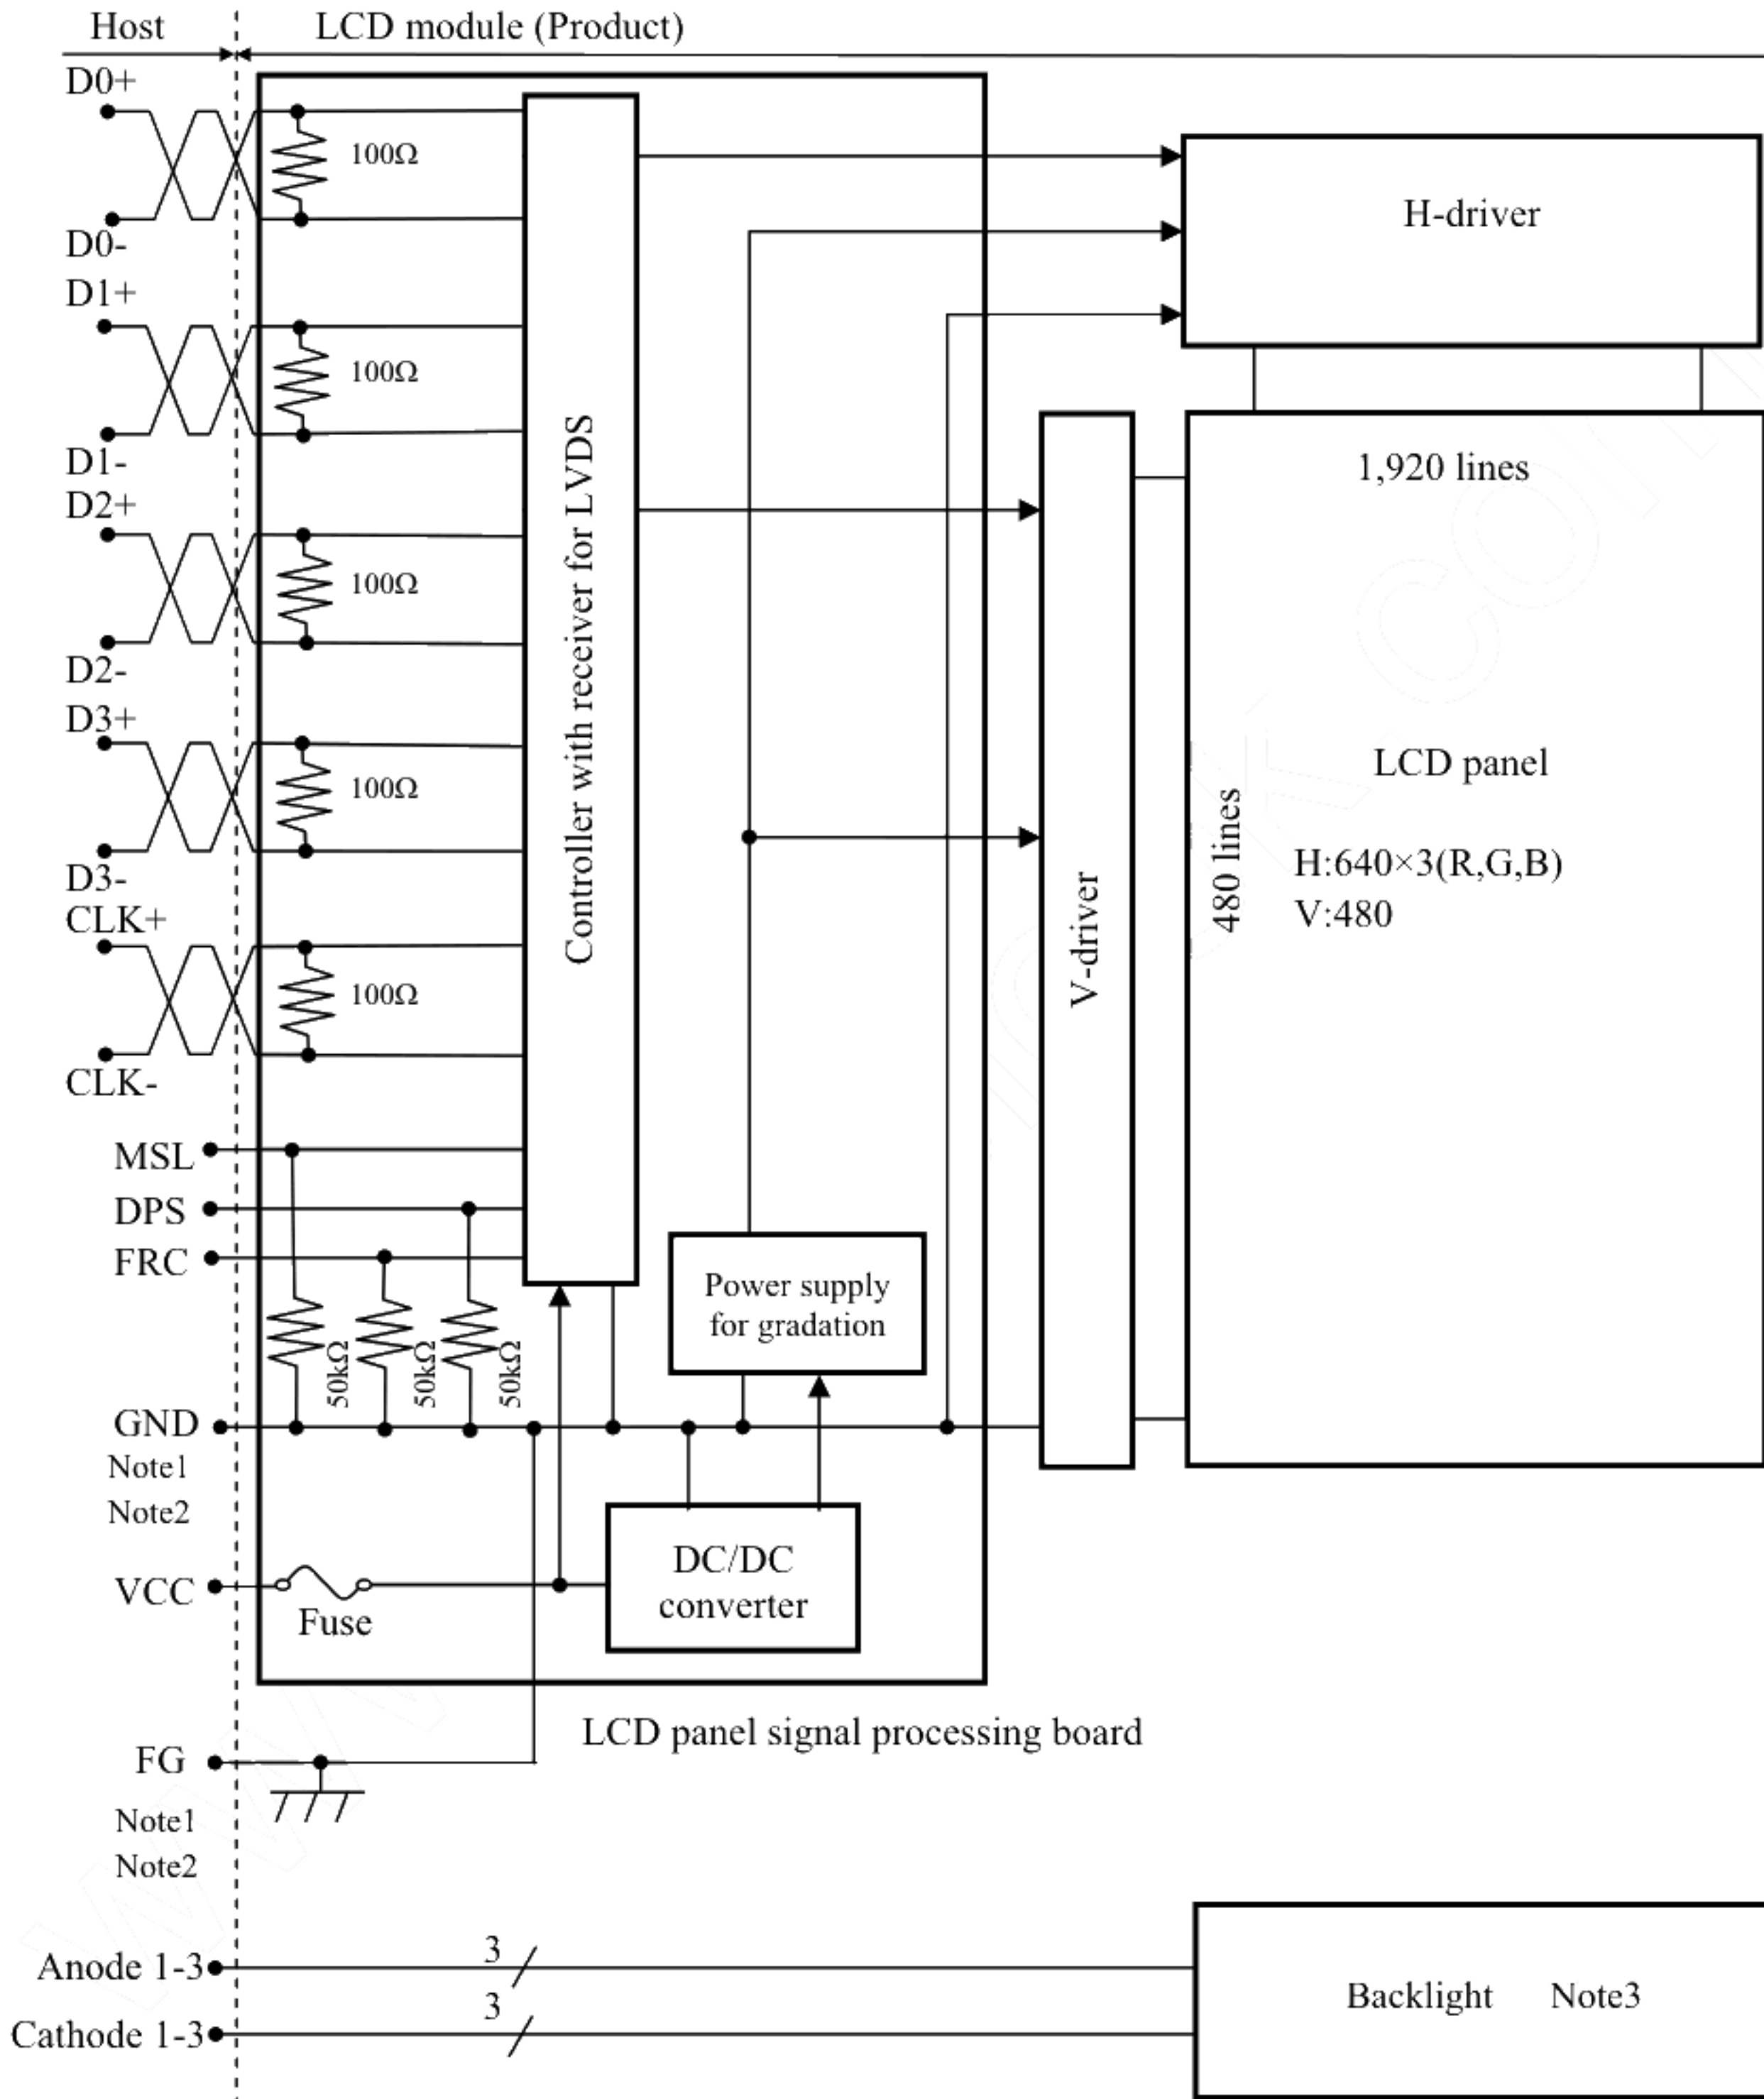 Host
LCD module (Product)
D0+
100Ω
D0-
D1+
100Ω
D1-
D2+
100Ω
D2-
D3+
100Ω
D3-
CLK+
100Ω
CLK-
MSL
DPS
FRC
50kΩ
50kΩ
50kΩ
GND
Note1
Note2
VCC
Fuse
FG
Note1
Note2
Anode 1-3
3
Cathode 1-3
3
Controller with receiver for LVDS
Power supply
for gradation
DC/DC
converter
LCD panel signal processing board
H-driver
V-driver
1,920 lines
480 lines
LCD panel
H:640×3(R,G,B)
V:480
Backlight Note3